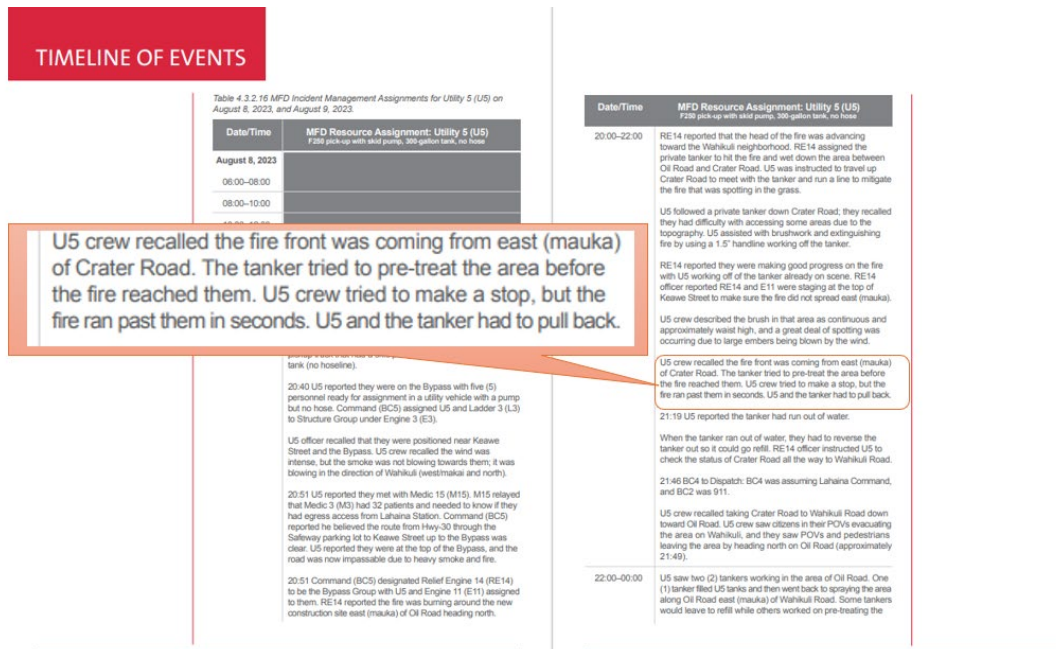 TIMELINE OF EVENTS
Table 4.3.2.16 MFD Incident Management Assignments for Utility 5 (U5) on
August 8, 2023, and August 9, 2023.
Date/Time
MFD Resource Assignment: Utility 5 (U5)
F250 pick-up with skid pump, 300-gallon tank, no hose
August 8, 2023
06:00–08:00
08:00–10:00
U5 crew recalled the fire front was coming from east (mauka)
of Crater Road. The tanker tried to pre-treat the area before
the fire reached them. U5 crew tried to make a stop, but the
fire ran past them in seconds. U5 and the tanker had to pull back.
tank (no hoseline).
20:40 U5 reported they were on the Bypass with five (5)
personnel ready for assignment in a utility vehicle with a pump
but no hose. Command (BC5) assigned U5 and Ladder 3 (L3)
to Structure Group under Engine 3 (E3).
U5 officer recalled that they were positioned near Keawe
Street and the Bypass. U5 crew recalled the wind was
intense, but the smoke was not blowing towards them; it was
blowing in the direction of Wahikuli (west/makai and north).
20:51 U5 reported they met with Medic 15 (M15). M15 relayed
that Medic 3 (M3) had 32 patients and needed to know if they
had egress access from Lahaina Station. Command (BC5)
reported he believed the route from Hwy-30 through the
Safeway parking lot to Keawe Street up to the Bypass was
clear. U5 reported they were at the top of the Bypass, and the
road was now impassable due to heavy smoke and fire.
20:51 Command (BC5) designated Relief Engine 14 (RE14)
to be the Bypass Group with U5 and Engine 11 (E11) assigned
to them. RE14 reported the fire was burning around the new
construction site east (mauka) of Oil Road heading north.
Date/Time
MFD Resource Assignment: Utility 5 (U5)
F250 pick-up with skid pump, 300-gallon tank, no hose
20:00–22:00
RE14 reported that the head of the fire was advancing
toward the Wahikuli neighborhood. RE14 assigned the
private tanker to hit the fire and wet down the area between
Oil Road and Crater Road. U5 was instructed to travel up
Crater Road to meet with the tanker and run a line to mitigate
the fire that was spotting in the grass.
U5 followed a private tanker down Crater Road; they recalled
they had difficulty with accessing some areas due to the
topography. U5 assisted with brushwork and extinguishing
fire by using a 1.5" handline working off the tanker.
RE14 reported they were making good progress on the fire
with U5 working off of the tanker already on scene. RE14
officer reported RE14 and E11 were staging at the top of
Keawe Street to make sure the fire did not spread east (mauka).
U5 crew described the brush in that area as continuous and
approximately waist high, and a great deal of spotting was
occurring due to large embers being blown by the wind.
U5 crew recalled the fire front was coming from east (mauka)
of Crater Road. The tanker tried to pre-treat the area before
the fire reached them. U5 crew tried to make a stop, but the
fire ran past them in seconds. U5 and the tanker had to pull back.
21:19 U5 reported the tanker had run out of water.
When the tanker ran out of water, they had to reverse the
tanker out so it could go refill. RE14 officer instructed U5 to
check the status of Crater Road all the way to Wahikuli Road.
21:46 BC4 to Dispatch: BC4 was assuming Lahaina Command,
and BC2 was 911.
U5 crew recalled taking Crater Road to Wahikuli Road down
toward Oil Road. U5 crew saw citizens in their POVs evacuating
the area on Wahikuli, and they saw POVs and pedestrians
leaving the area by heading north on Oil Road (approximately
21:49).
22:00–00:00
U5 saw two (2) tankers working in the area of Oil Road. One
(1) tanker filled U5 tanks and then went back to spraying the area
along Oil Road east (mauka) of Wahikuli Road. Some tankers
would leave to refill while others worked on pre-treating the